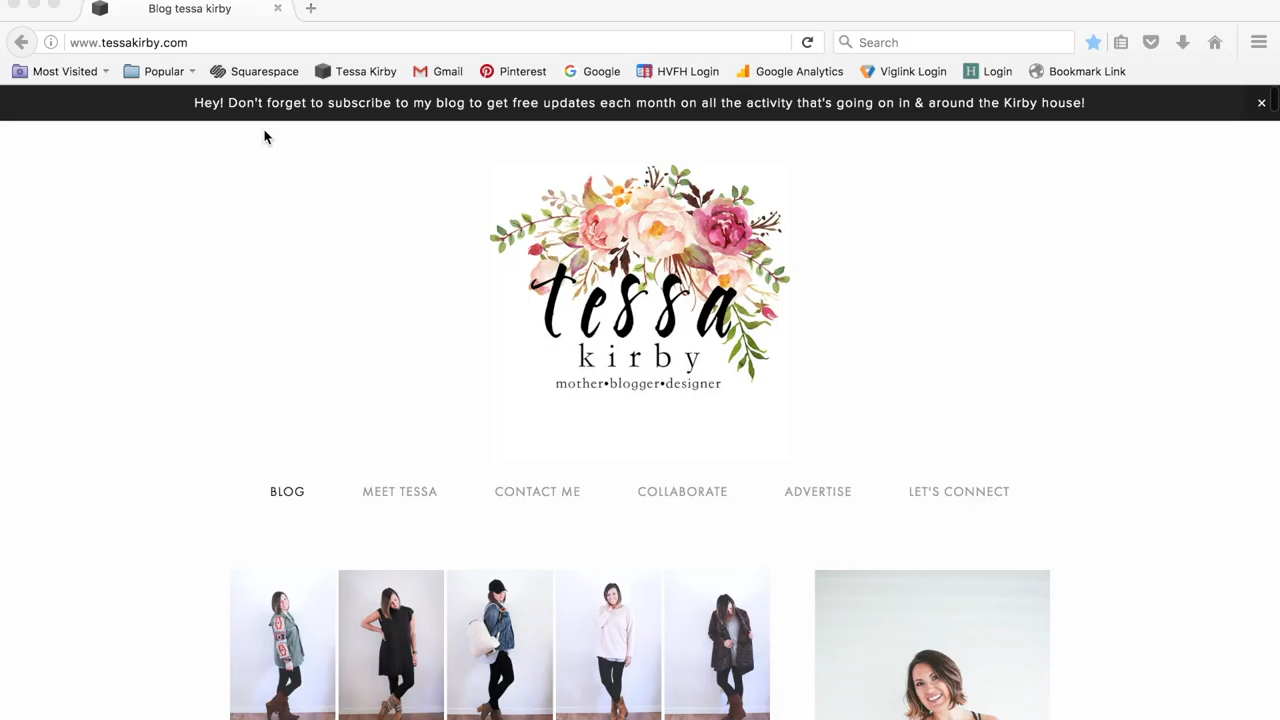 Blog tessa kirby
www.tessakirby.com
Search
Most Visited Popular Squarespace Tessa Kirby Gmail Pinterest Google HVFH Login Google Analytics Viglink Login Login Bookmark Link
Hey! Don't forget to subscribe to my blog to get free updates each month on all the activity that's going on in & around the Kirby house!
tessa
kirby
mother•blogger•designer
BLOG MEET TESSA CONTACT ME COLLABORATE ADVERTISE LET'S CONNECT